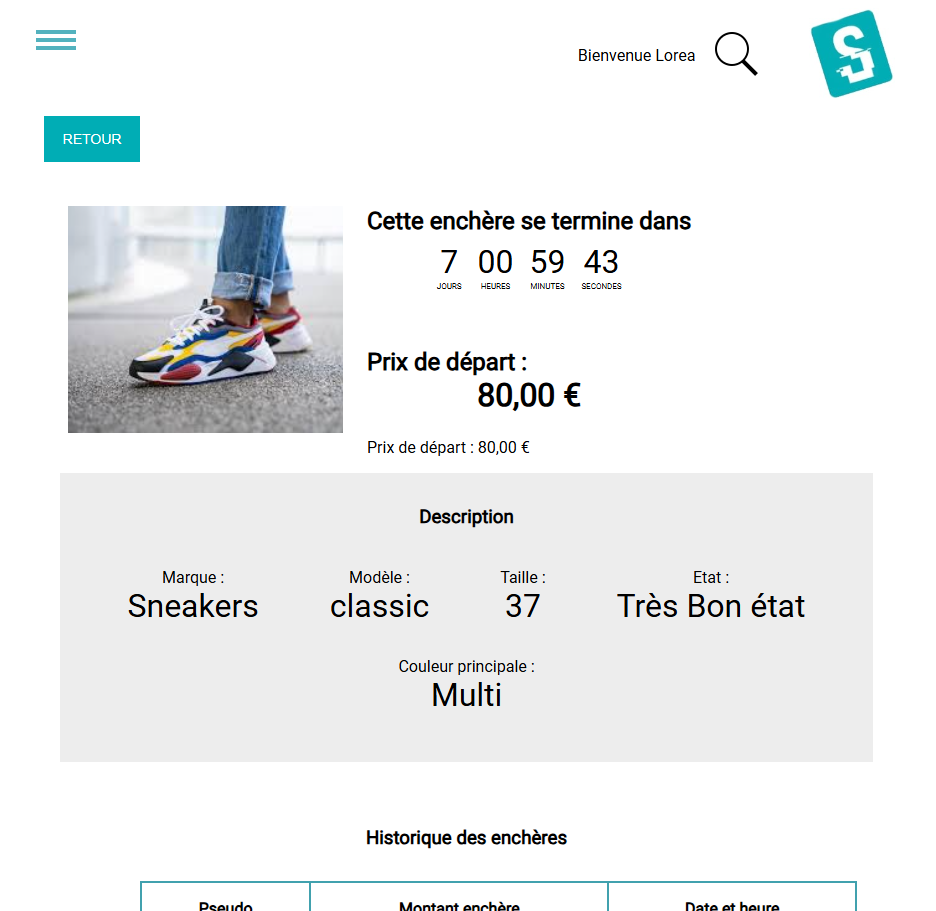 Bienvenue Lorea
RETOUR
Cette enchère se termine dans
7 00 59 43
JOURS HEURES MINUTES SECONDES
Prix de départ :
80,00 €
Prix de départ : 80,00 €
Description
Marque : Modèle : Taille : Etat :
Sneakers classic 37 Très Bon état
Couleur principale :
Multi
Historique des enchères
Pseudo Montant enchère Date et heure